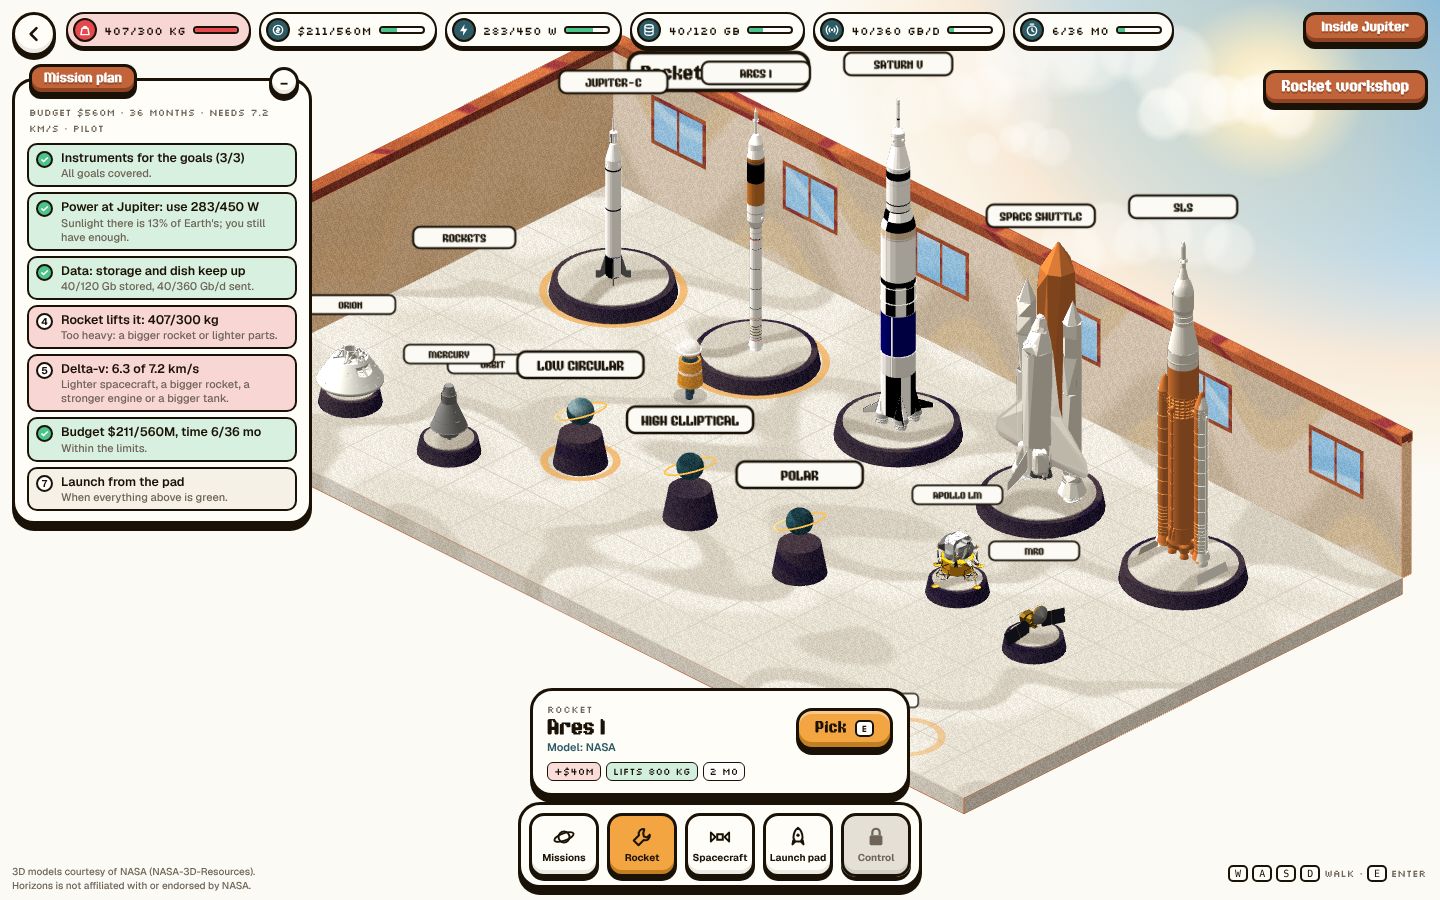 407/300 KG
$211/560M
283/450 W
40/120 GB
40/360 GB/D
6/36 MO
Inside Jupiter
Mission plan
Rocket workshop
BUDGET $560M · 36 MONTHS · NEEDS 7.2
KM/S · PILOT
Instruments for the goals (3/3)
All goals covered.
Power at Jupiter: use 283/450 W
Sunlight there is 13% of Earth's; you still
have enough.
Data: storage and dish keep up
40/120 Gb stored, 40/360 Gb/d sent.
4
Rocket lifts it: 407/300 kg
Too heavy: a bigger rocket or lighter parts.
5
Delta-v: 6.3 of 7.2 km/s
Lighter spacecraft, a bigger rocket, a
stronger engine or a bigger tank.
Budget $211/560M, time 6/36 mo
Within the limits.
7
Launch from the pad
When everything above is green.
Rocket
JUPITER-C
ARES I
SATURN V
SPACE SHUTTLE
SLS
ROCKETS
ORION
MERCURY
ORBIT
LOW CIRCULAR
HIGH ELLIPTICAL
POLAR
APOLLO LM
MRO
ROCKET
Ares I
Model: NASA
+$40M
LIFTS 800 KG
2 MO
Pick E
Missions
Rocket
Spacecraft
Launch pad
Control
3D models courtesy of NASA (NASA-3D-Resources).
Horizons is not affiliated with or endorsed by NASA.
W A S D WALK · E ENTER